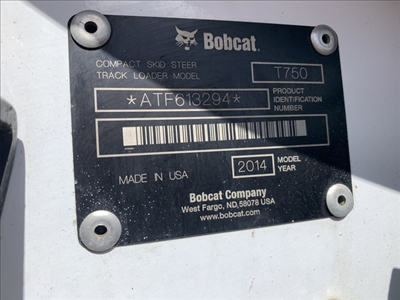 Bobcat.
COMPACT SKID STEER
TRACK LOADER MODEL
T750
*ATF613294*
PRODUCT
IDENTIFICATION
NUMBER
MADE IN USA
2014
MODEL
YEAR
Bobcat Company
West Fargo, ND, 58078 USA
www.bobcat.com